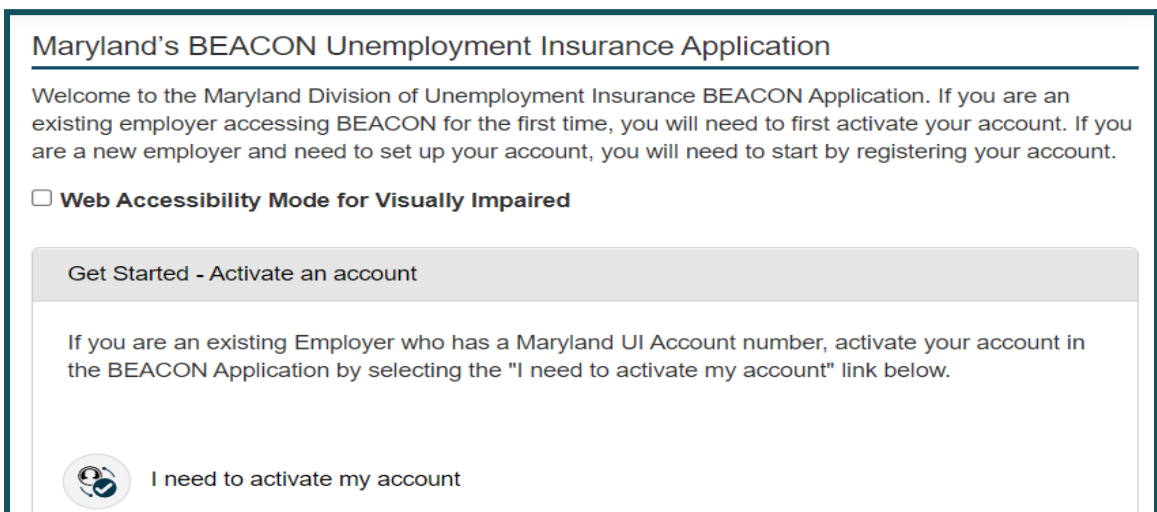 Maryland’s BEACON Unemployment Insurance Application
Welcome to the Maryland Division of Unemployment Insurance BEACON Application. If you are an
existing employer accessing BEACON for the first time, you will need to first activate your account. If you
are a new employer and need to set up your account, you will need to start by registering your account.
Web Accessibility Mode for Visually Impaired
Get Started - Activate an account
If you are an existing Employer who has a Maryland UI Account number, activate your account in
the BEACON Application by selecting the "I need to activate my account" link below.
I need to activate my account